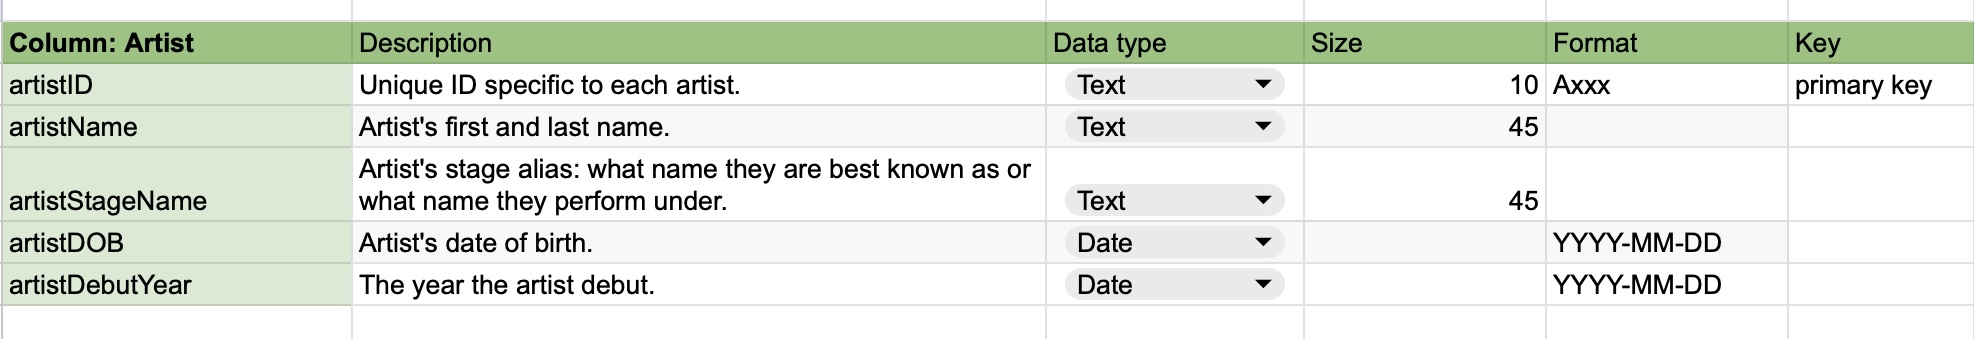 Column: Artist Description Data type Size Format Key
artistID Unique ID specific to each artist. Text 10 Axxx primary key
artistName Artist's first and last name. Text 45
Artist's stage alias: what name they are best known as or
artistStageName what name they perform under. Text 45
artistDOB Artist's date of birth. Date YYYY-MM-DD
artistDebutYear The year the artist debut. Date YYYY-MM-DD